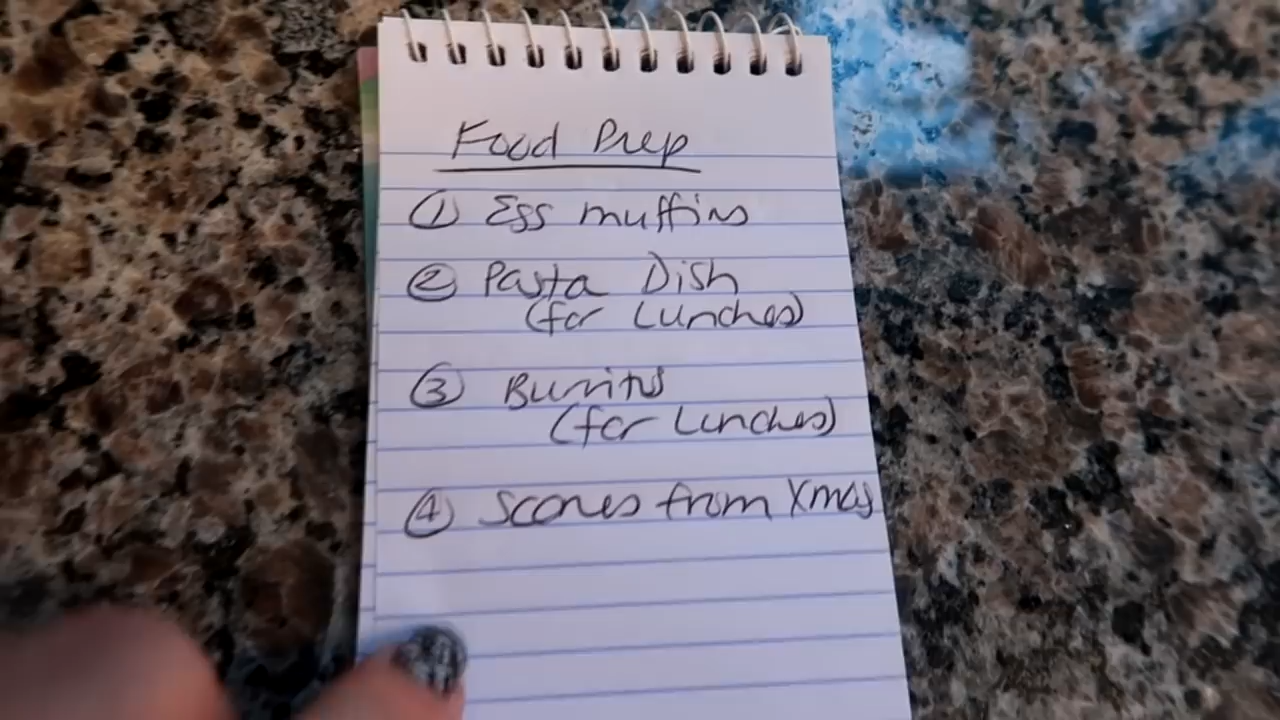 Food Prep
① Egg muffins
② Pasta Dish
(for Lunches)
③ Burritos
(for Lunches)
④ Scones from Xmas